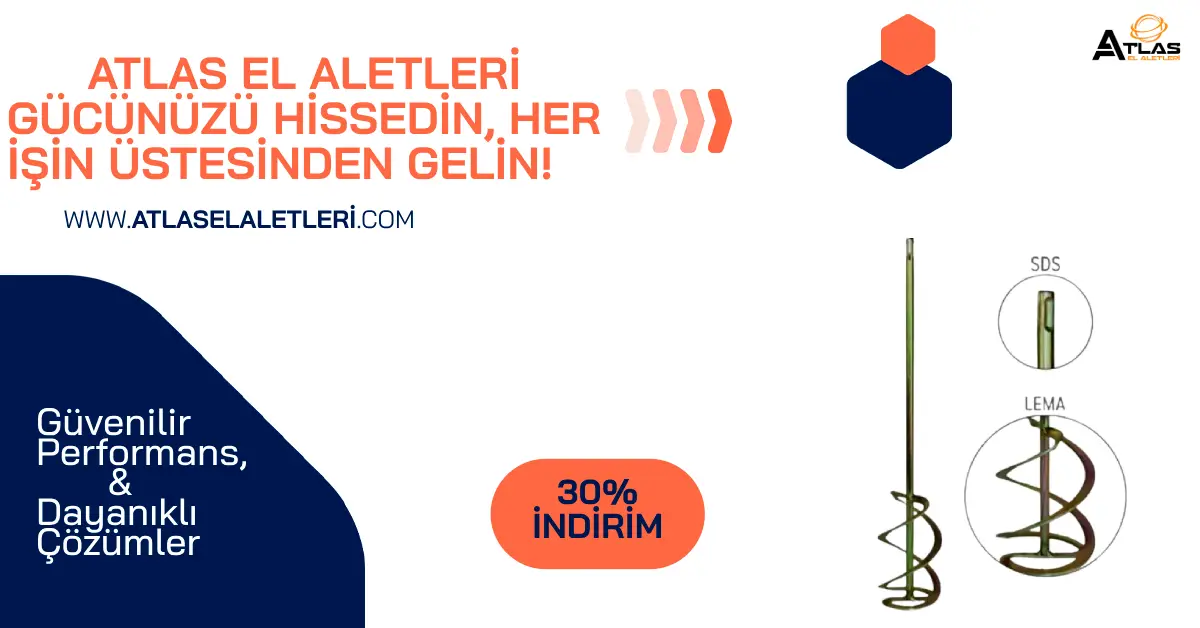 ATLAS EL ALETLERİ
GÜCÜNÜZÜ HİSSEDİN, HER
İŞİN ÜSTESİNDEN GELİN!
WWW.ATLASELALETLERİ.COM
ATLAS
EL ALETLERİ
SDS
LEMA
Güvenilir
Performans,
&
Dayanıklı
Çözümler
30%
İNDİRİM